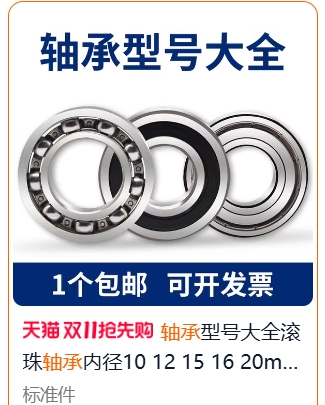 轴承型号大全
1个包邮 可开发票
天猫 双11抢先购 轴承型号大全滚
珠轴承内径10 12 15 16 20m...
标准件